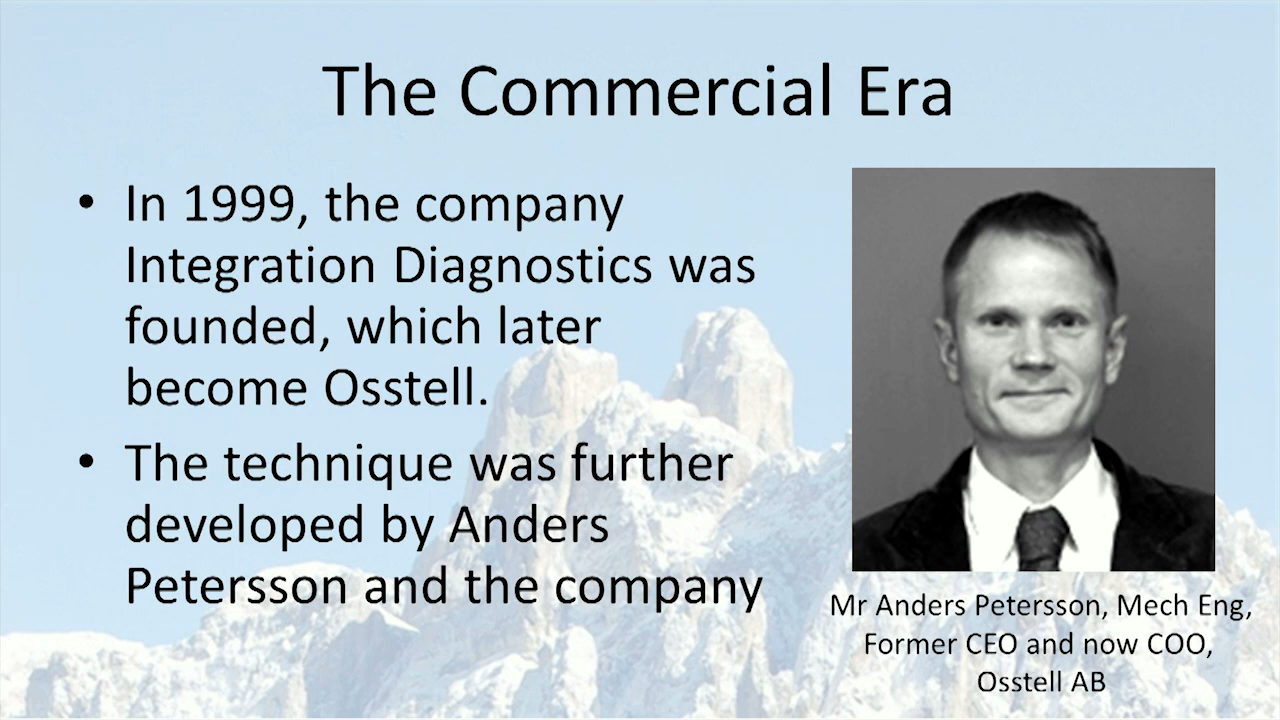 The Commercial Era
• In 1999, the company
Integration Diagnostics was
founded, which later
become Osstell.
• The technique was further
developed by Anders
Petersson and the company
Mr Anders Petersson, Mech Eng,
Former CEO and now COO,
Osstell AB